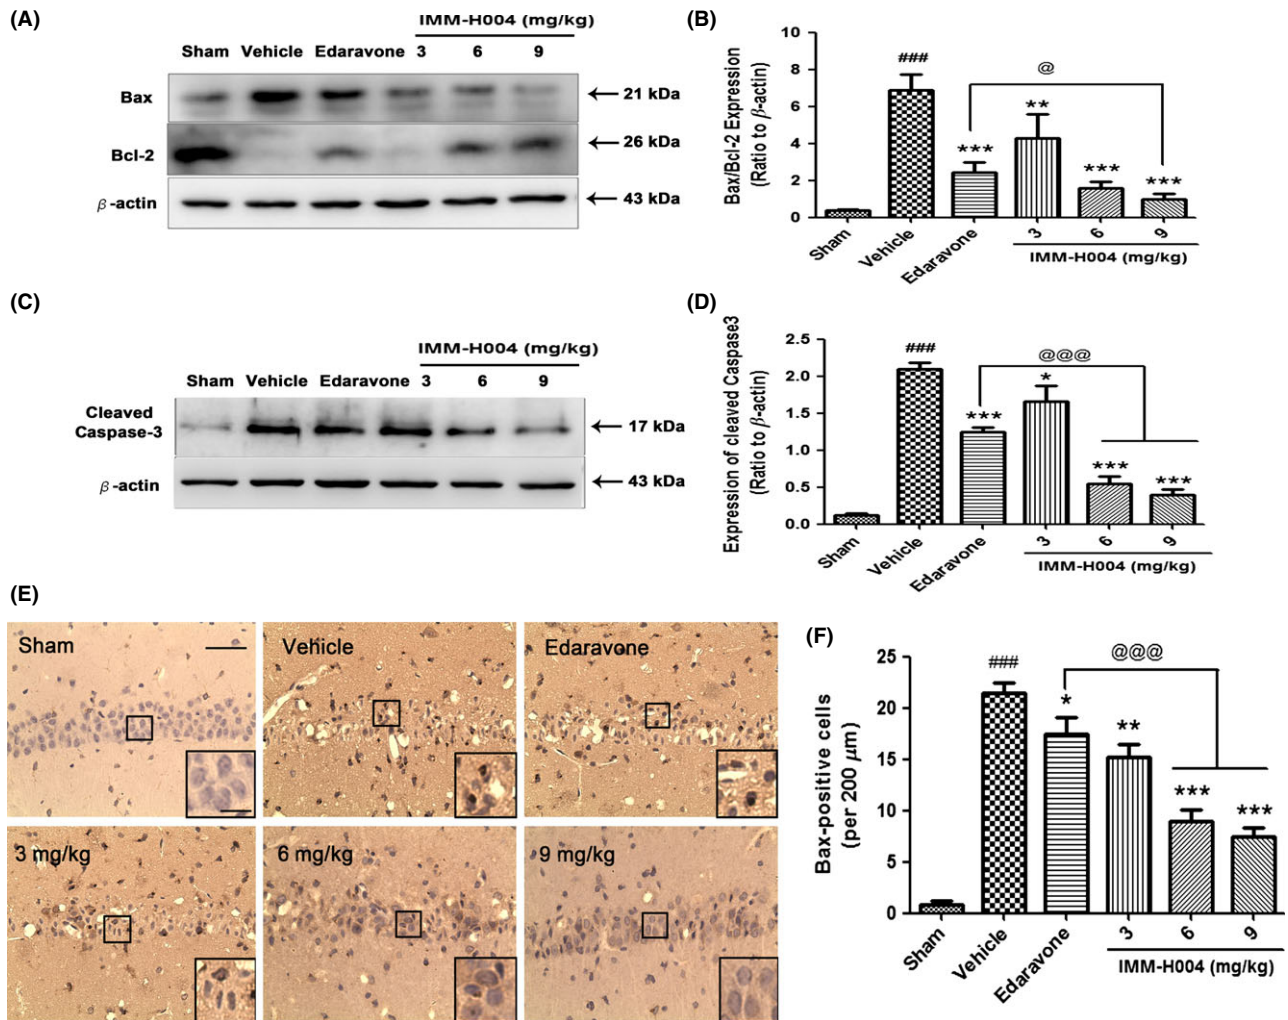 (A)
IMM-H004 (mg/kg)
Sham Vehicle Edaravone 3 6 9
Bax
21 kDa
Bcl-2
26 kDa
β-actin
43 kDa
(B)
Bax/Bcl-2 Expression
(Ratio to β-actin)
10
8
6
4
2
0
###
***
**
***
***
@
Sham
Vehicle
Edaravone
3
6
9
IMM-H004 (mg/kg)
(C)
IMM-H004 (mg/kg)
Sham Vehicle Edaravone 3 6 9
Cleaved
Caspase-3
17 kDa
β-actin
43 kDa
(D)
Expression of cleaved Caspase3
(Ratio to β-actin)
2.5
2.0
1.5
1.0
0.5
0.0
###
***
*
***
***
@@@
Sham
Vehicle
Edaravone
3
6
9
IMM-H004 (mg/kg)
(E)
Sham
Vehicle
Edaravone
3 mg/kg
6 mg/kg
9 mg/kg
(F)
Bax-positive cells
(per 200 μm)
25
20
15
10
5
0
###
*
**
***
***
@@@
Sham
Vehicle
Edaravone
3
6
9
IMM-H004 (mg/kg)